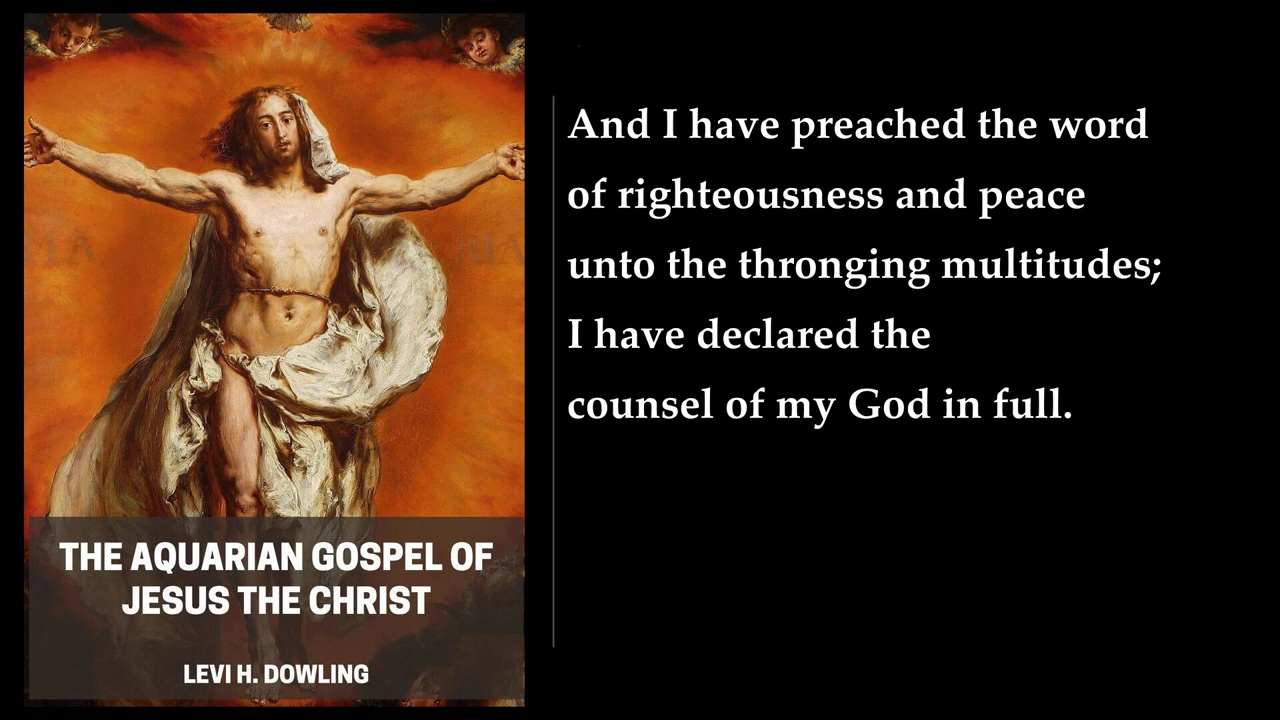 THE AQUARIAN GOSPEL OF
JESUS THE CHRIST
LEVI H. DOWLING
And I have preached the word
of righteousness and peace
unto the thronging multitudes;
I have declared the
counsel of my God in full.